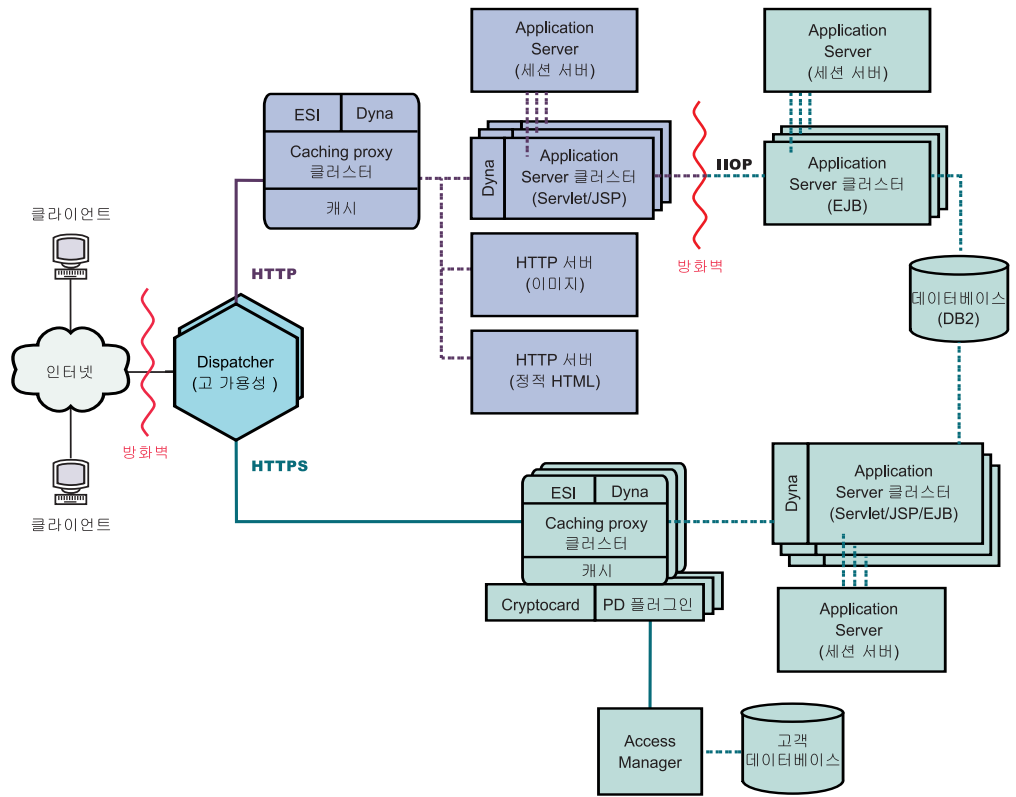 Application
Server
(세션 서버)
Application
Server
(세션 서버)
ESI
Dyna
Caching proxy
클러스터
캐시
Dyna
Application
Server 클러스터
(Servlet/JSP)
IIOP
Application
Server 클러스터
(EJB)
클라이언트
HTTP
HTTP 서버
(이미지)
방화벽
데이터베이스
(DB2)
인터넷
Dispatcher
(고 가용성 )
HTTP 서버
(정적 HTML)
방화벽
HTTPS
클라이언트
ESI
Dyna
Caching proxy
클러스터
캐시
Cryptocard
PD 플러그인
Dyna
Application
Server 클러스터
(Servlet/JSP/EJB)
Application
Server
(세션 서버)
Access
Manager
고객
데이터베이스